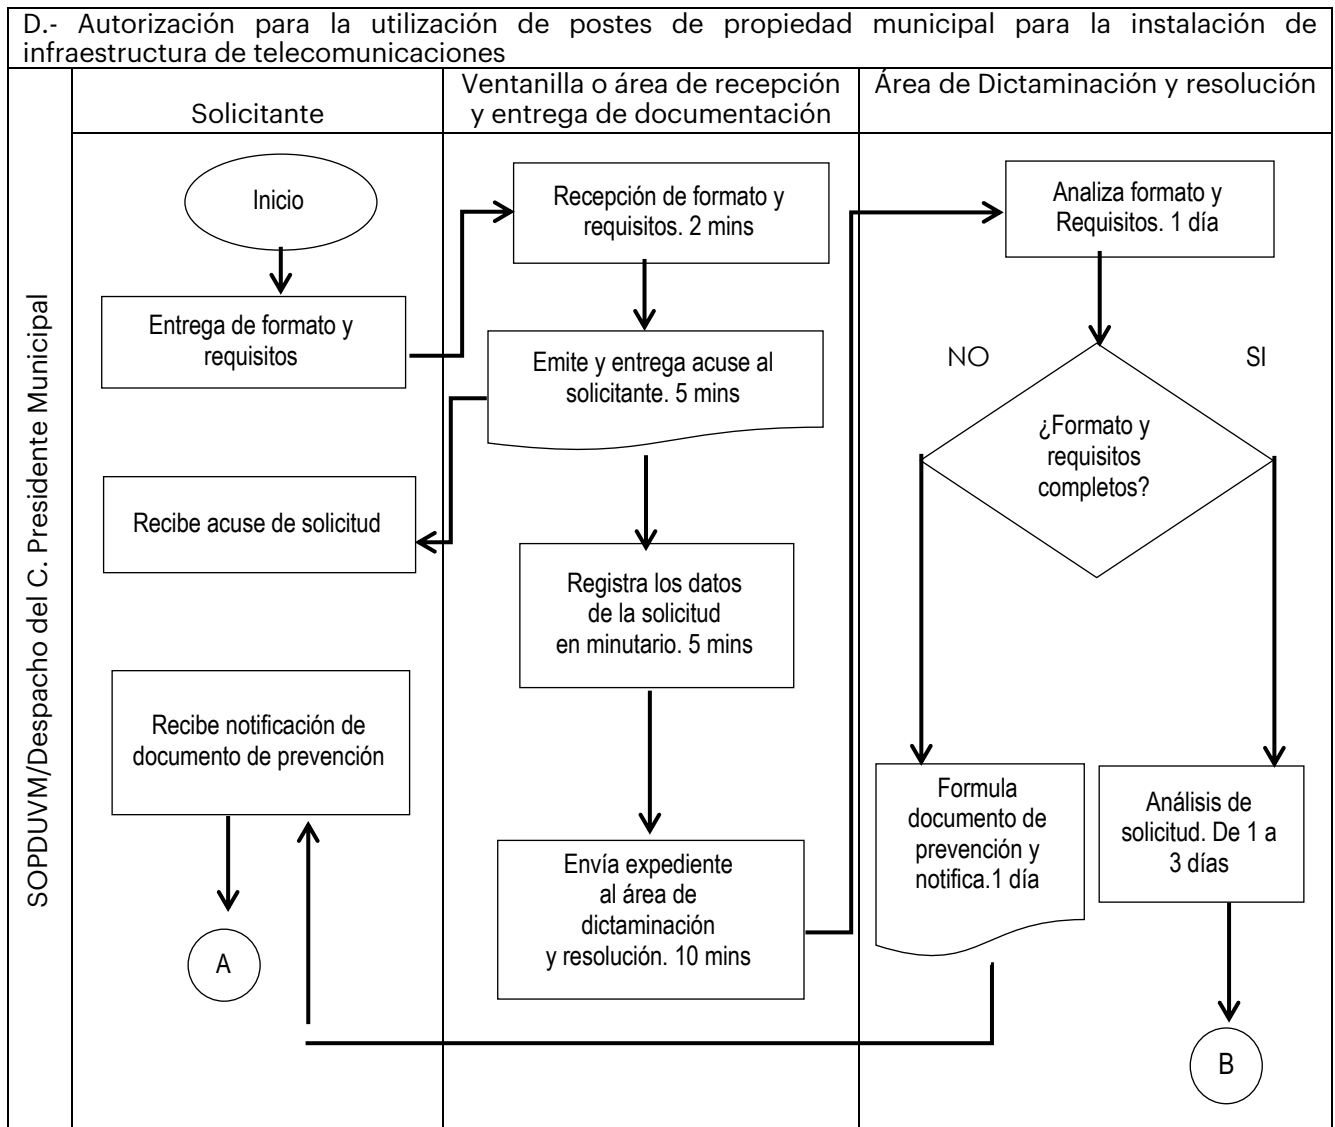 D.- Autorización para la utilización de postes de propiedad municipal para la instalación de
infraestructura de telecomunicaciones
SOPDUVM/Despacho del C. Presidente Municipal
Solicitante
Ventanilla o área de recepción
y entrega de documentación
Área de Dictaminación y resolución
Inicio
Entrega de formato y
requisitos
Recibe acuse de solicitud
Recibe notificación de
documento de prevención
A
Recepción de formato y
requisitos. 2 mins
Emite y entrega acuse al
solicitante. 5 mins
Registra los datos
de la solicitud
en minutario. 5 mins
Envía expediente
al área de
dictaminación
y resolución. 10 mins
Analiza formato y
Requisitos. 1 día
NO
SI
¿Formato y
requisitos
completos?
Formula
documento de
prevención y
notifica.1 día
Análisis de
solicitud. De 1 a
3 días
B